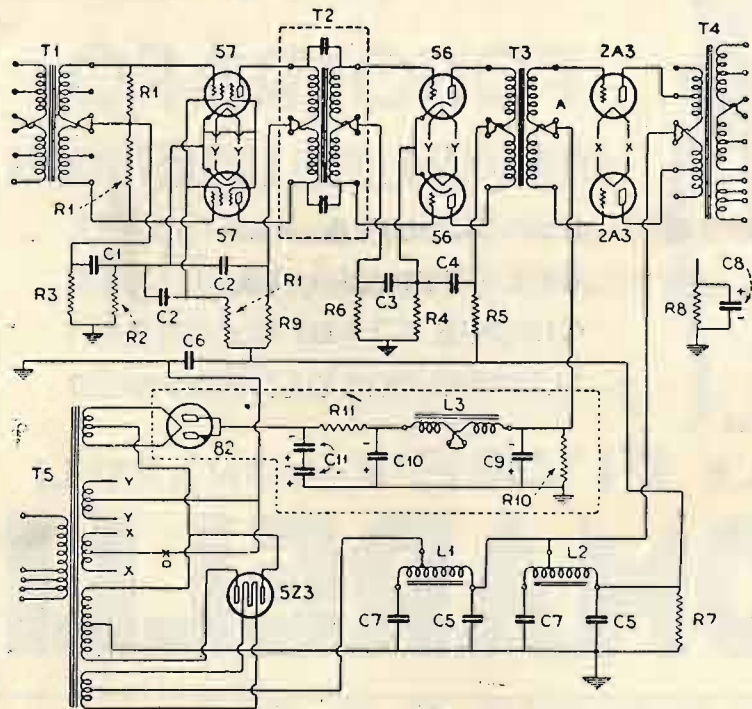 T1
R1
R1
57
57
T2
56
56
T3
A
2A3
2A3
T4
Y Y
Y Y
X X
C1
R3
R2
C2
C2
R1
R9
R6
C3
R4
C4
R5
R8
C8
+
-
C6
T5
82
R11
L3
- C11
+
-
+
- C10
+
- C9
+
R10
Y
Y
X
X
X
O
5Z3
L1
L2
C7
C5
C7
C5
R7